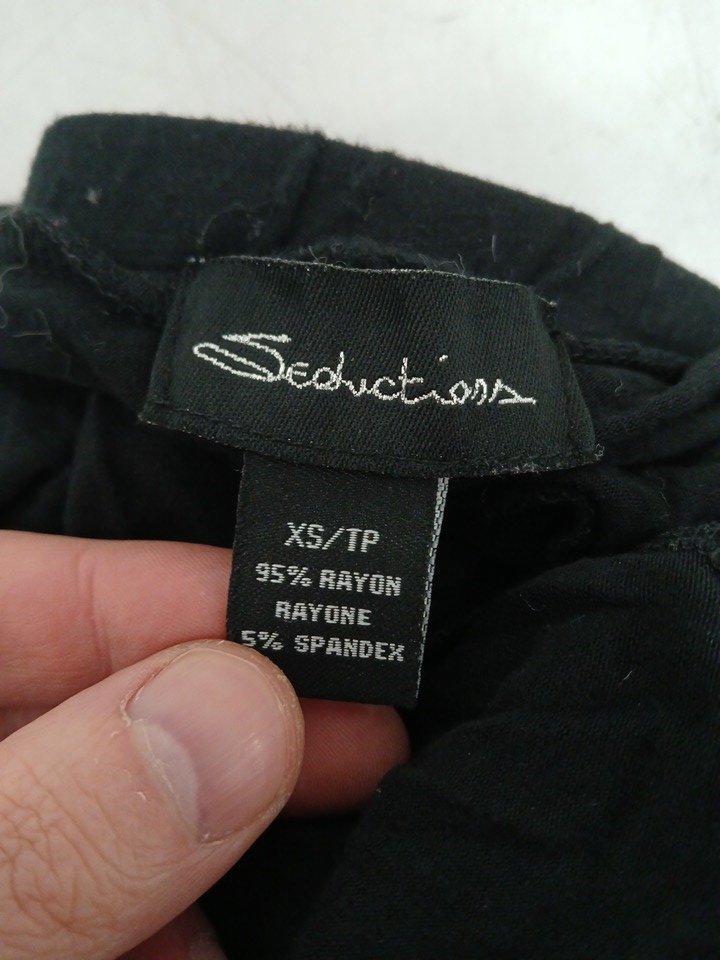 Seductions
XS/TP
95% RAYON
RAYONE
5% SPANDEX